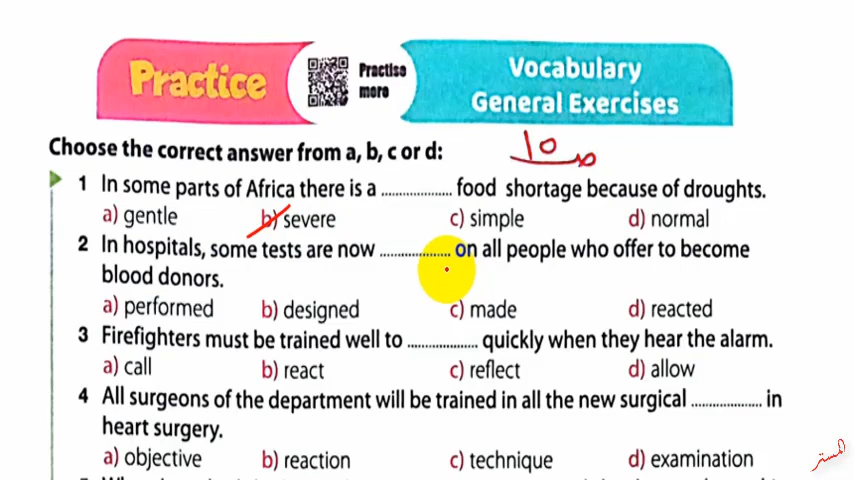 Practice
Practise
more
Vocabulary
General Exercises
Choose the correct answer from a, b, c or d:
1 In some parts of Africa there is a .................... food shortage because of droughts.
a) gentle b) severe c) simple d) normal
2 In hospitals, some tests are now .................... on all people who offer to become
blood donors.
a) performed b) designed c) made d) reacted
3 Firefighters must be trained well to .................... quickly when they hear the alarm.
a) call b) react c) reflect d) allow
4 All surgeons of the department will be trained in all the new surgical .................... in
heart surgery.
a) objective b) reaction c) technique d) examination